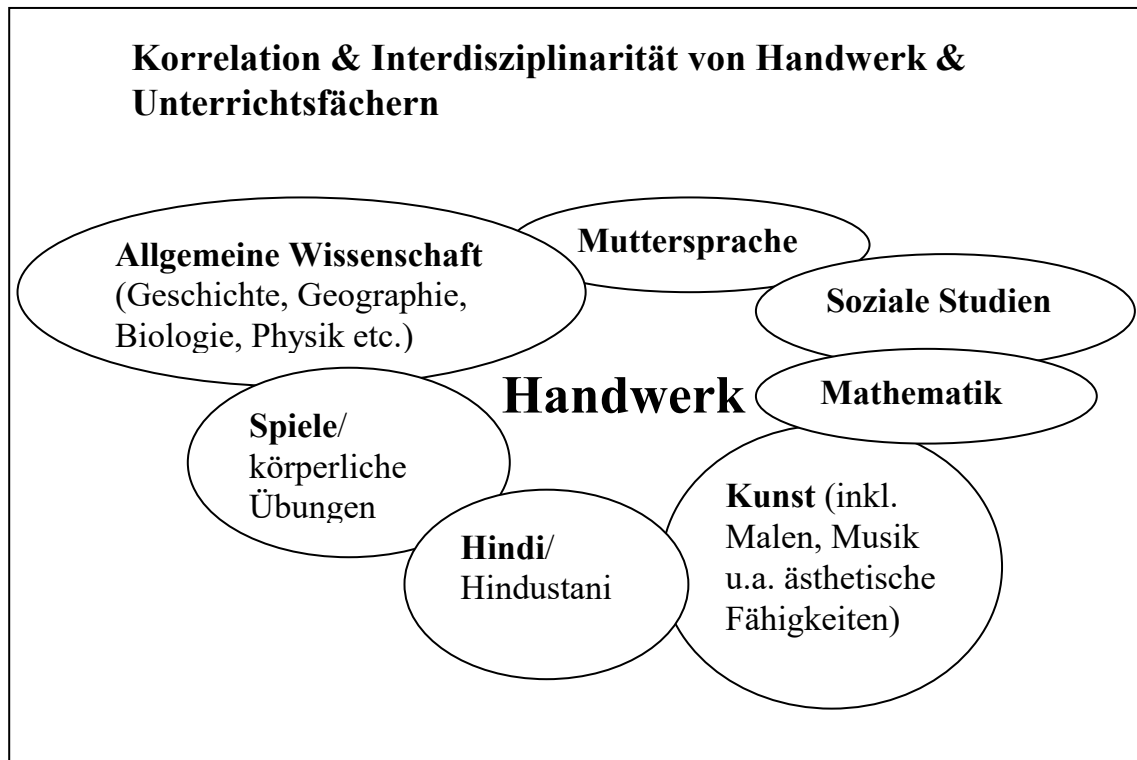 Korrelation & Interdisziplinarität von Handwerk &
Unterrichtsfächern
Muttersprache
Allgemeine Wissenschaft
(Geschichte, Geographie,
Biologie, Physik etc.)
Soziale Studien
Handwerk
Mathematik
Spiele/
körperliche
Übungen
Kunst (inkl.
Malen, Musik
u.a. ästhetische
Fähigkeiten)
Hindi/
Hindustani